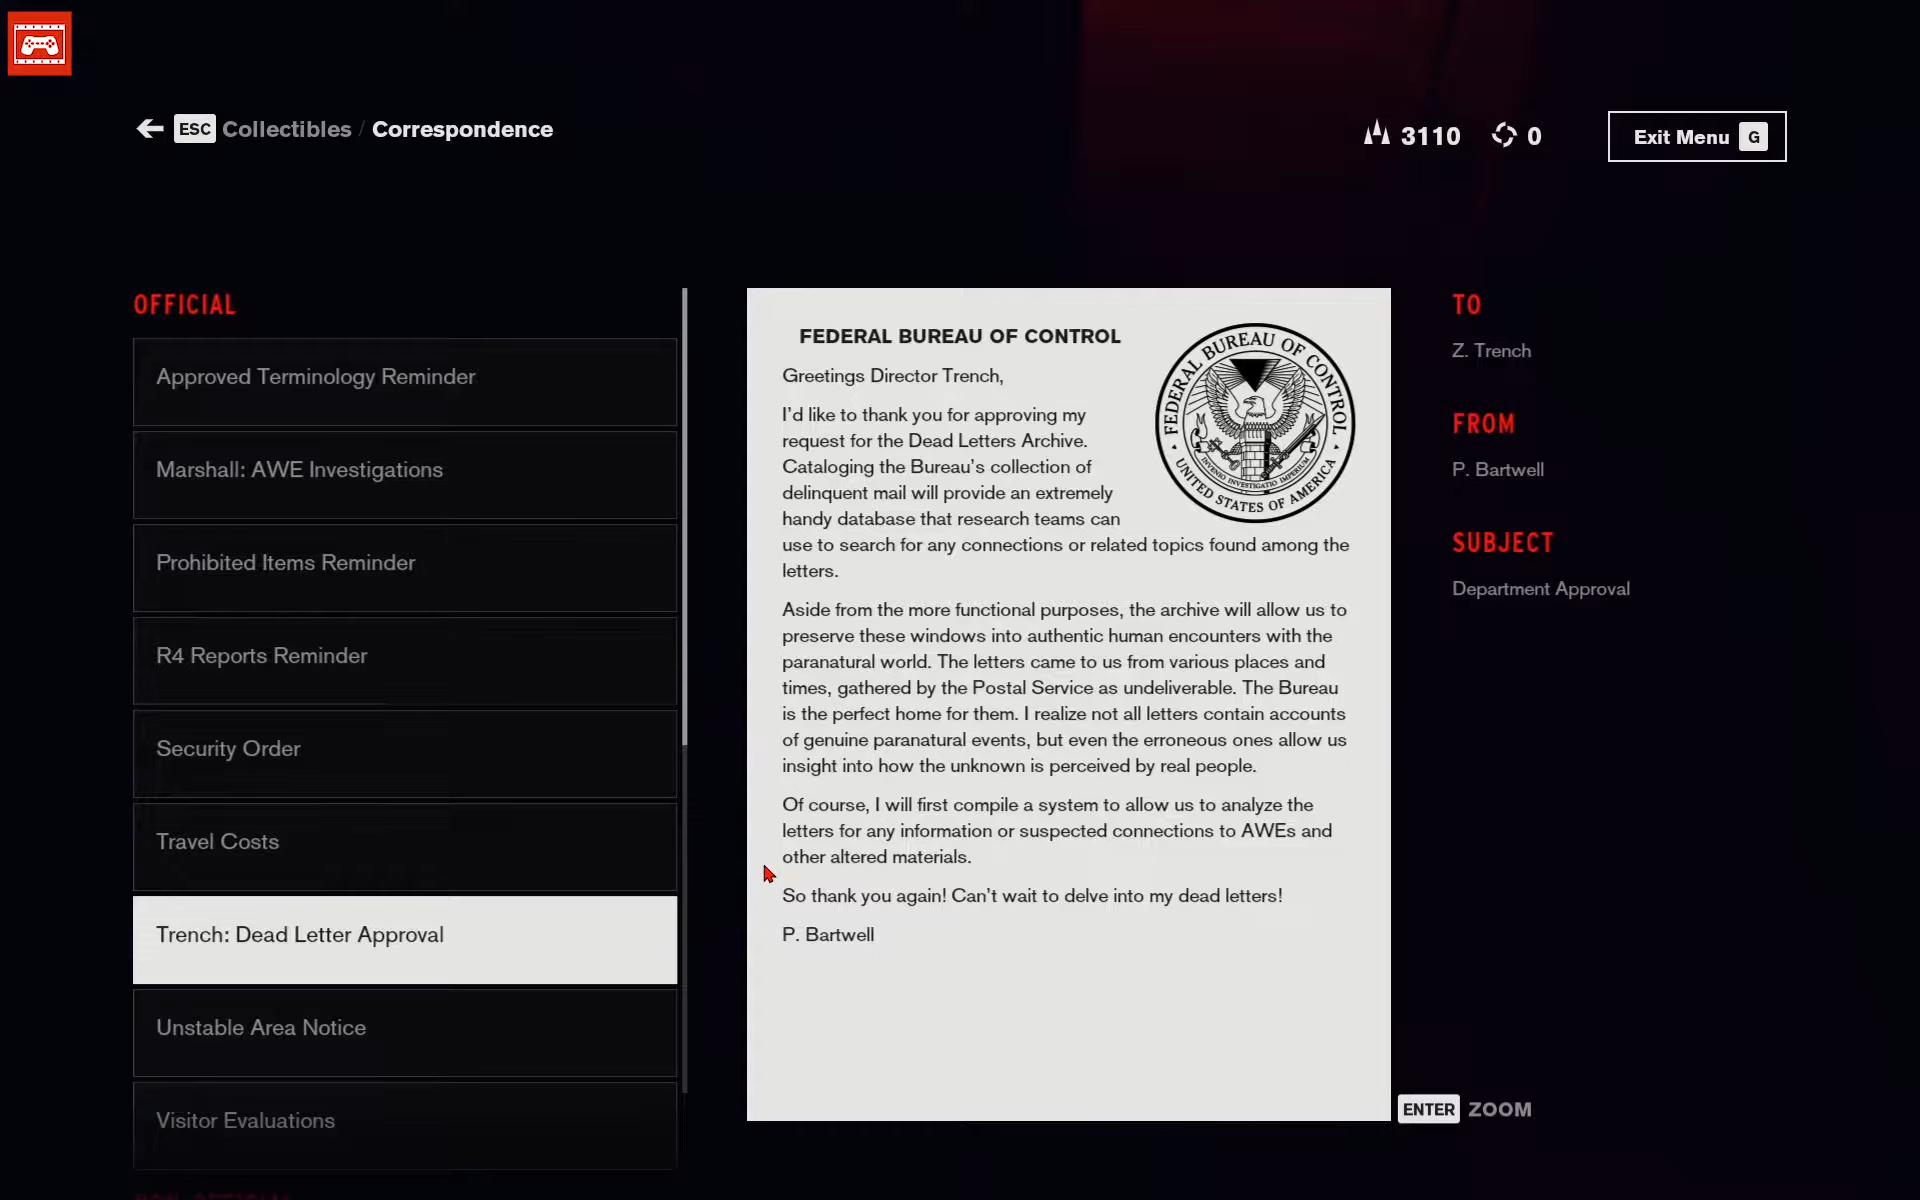 ESC Collectibles / Correspondence
3110 0
Exit Menu G
OFFICIAL
Approved Terminology Reminder
Marshall: AWE Investigations
Prohibited Items Reminder
R4 Reports Reminder
Security Order
Travel Costs
Trench: Dead Letter Approval
Unstable Area Notice
Visitor Evaluations
FEDERAL BUREAU OF CONTROL
Greetings Director Trench,
I'd like to thank you for approving my
request for the Dead Letters Archive.
Cataloging the Bureau's collection of
delinquent mail will provide an extremely
handy database that research teams can
use to search for any connections or related topics found among the
letters.
Aside from the more functional purposes, the archive will allow us to
preserve these windows into authentic human encounters with the
paranatural world. The letters came to us from various places and
times, gathered by the Postal Service as undeliverable. The Bureau
is the perfect home for them. I realize not all letters contain accounts
of genuine paranatural events, but even the erroneous ones allow us
insight into how the unknown is perceived by real people.
Of course, I will first compile a system to allow us to analyze the
letters for any information or suspected connections to AWEs and
other altered materials.
So thank you again! Can't wait to delve into my dead letters!
P. Bartwell
FEDERAL BUREAU OF CONTROL
INVENIO INVESTIGATIO IMPERIUM
UNITED STATES OF AMERICA
TO
Z. Trench
FROM
P. Bartwell
SUBJECT
Department Approval
ENTER ZOOM